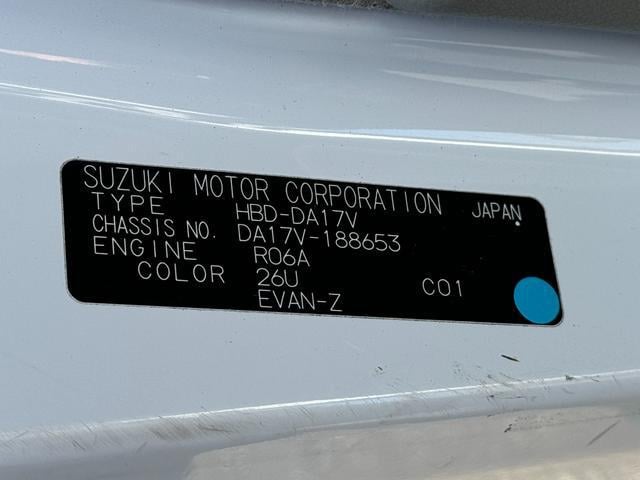 SUZUKI MOTOR CORPORATION JAPAN
TYPE HBD-DA17V
CHASSIS NO. DA17V-188653
ENGINE R06A
COLOR 26U C01
EVAN-Z